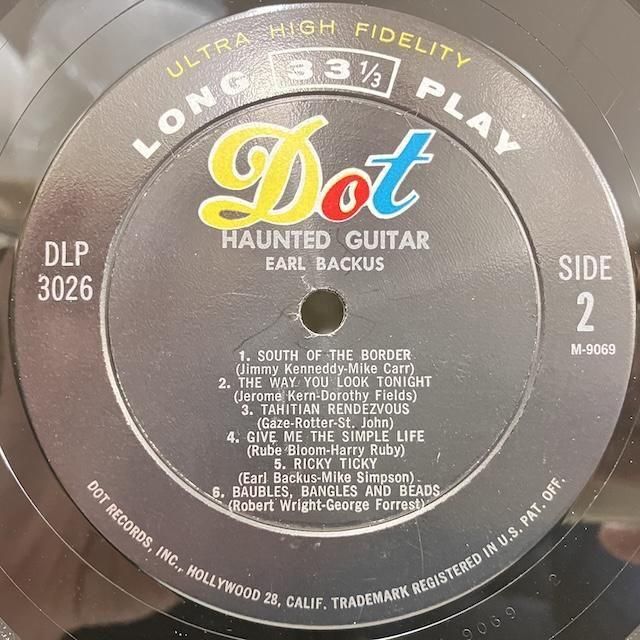 ULTRA HIGH FIDELITY
LONG 33 1/3 PLAY
Dot
HAUNTED GUITAR
EARL BACKUS
DLP
3026
SIDE
2
M-9069
1. SOUTH OF THE BORDER
(Jimmy Kenneddy-Mike Carr)
2. THE WAY YOU LOOK TONIGHT
(Jerome Kern-Dorothy Fields)
3. TAHITIAN RENDEZVOUS
(Gaze-Rotter-St. John)
4. GIVE ME THE SIMPLE LIFE
(Rube Bloom-Harry Ruby)
5. RICKY TICKY
(Earl Backus-Mike Simpson)
6. BAUBLES, BANGLES AND BEADS
(Robert Wright-George Forrest)
DOT RECORDS, INC., HOLLYWOOD 28, CALIF. TRADEMARK REGISTERED IN U.S. PAT. OFF.
9069 2